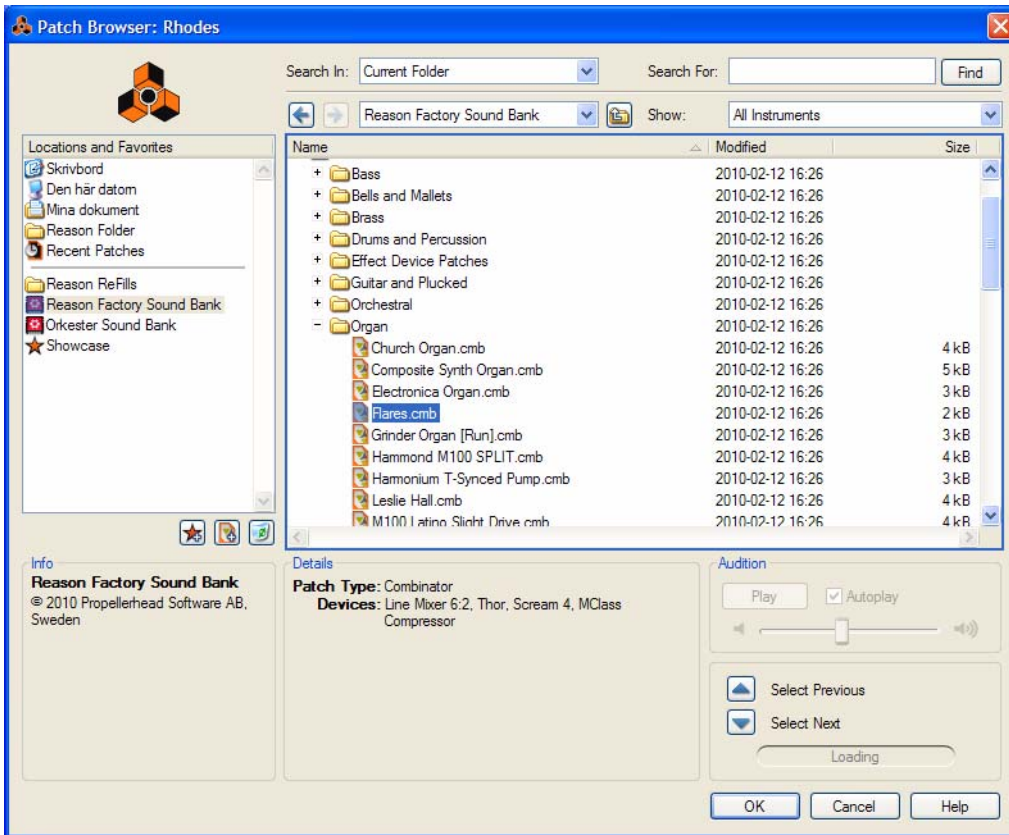 Patch Browser: Rhodes
Search In: Current Folder Search For: Find
Reason Factory Sound Bank Show: All Instruments
Locations and Favorites
Skrivbord
Den här datorn
Mina dokument
Reason Folder
Recent Patches
Reason ReFills
Reason Factory Sound Bank
Orkester Sound Bank
Showcase
Name Modified Size
+ Bass 2010-02-12 16:26
+ Bells and Mallets 2010-02-12 16:26
+ Brass 2010-02-12 16:26
+ Drums and Percussion 2010-02-12 16:26
+ Effect Device Patches 2010-02-12 16:26
+ Guitar and Plucked 2010-02-12 16:26
+ Orchestral 2010-02-12 16:26
- Organ 2010-02-12 16:26
Church Organ.cmb 2010-02-12 16:26 4 kB
Composite Synth Organ.cmb 2010-02-12 16:26 5 kB
Electronica Organ.cmb 2010-02-12 16:26 3 kB
Flares.cmb 2010-02-12 16:26 2 kB
Grinder Organ [Run].cmb 2010-02-12 16:26 3 kB
Hammond M100 SPLIT.cmb 2010-02-12 16:26 4 kB
Harmonium T-Synced Pump.cmb 2010-02-12 16:26 3 kB
Leslie Hall.cmb 2010-02-12 16:26 4 kB
M100 Latino Slight Drive.cmb 2010-02-12 16:26 4 kB
Info
Reason Factory Sound Bank
© 2010 Propellerhead Software AB,
Sweden
Details
Patch Type: Combinator
Devices: Line Mixer 6:2, Thor, Scream 4, MClass
Compressor
Audition
Play Autoplay
Select Previous
Select Next
Loading
OK Cancel Help